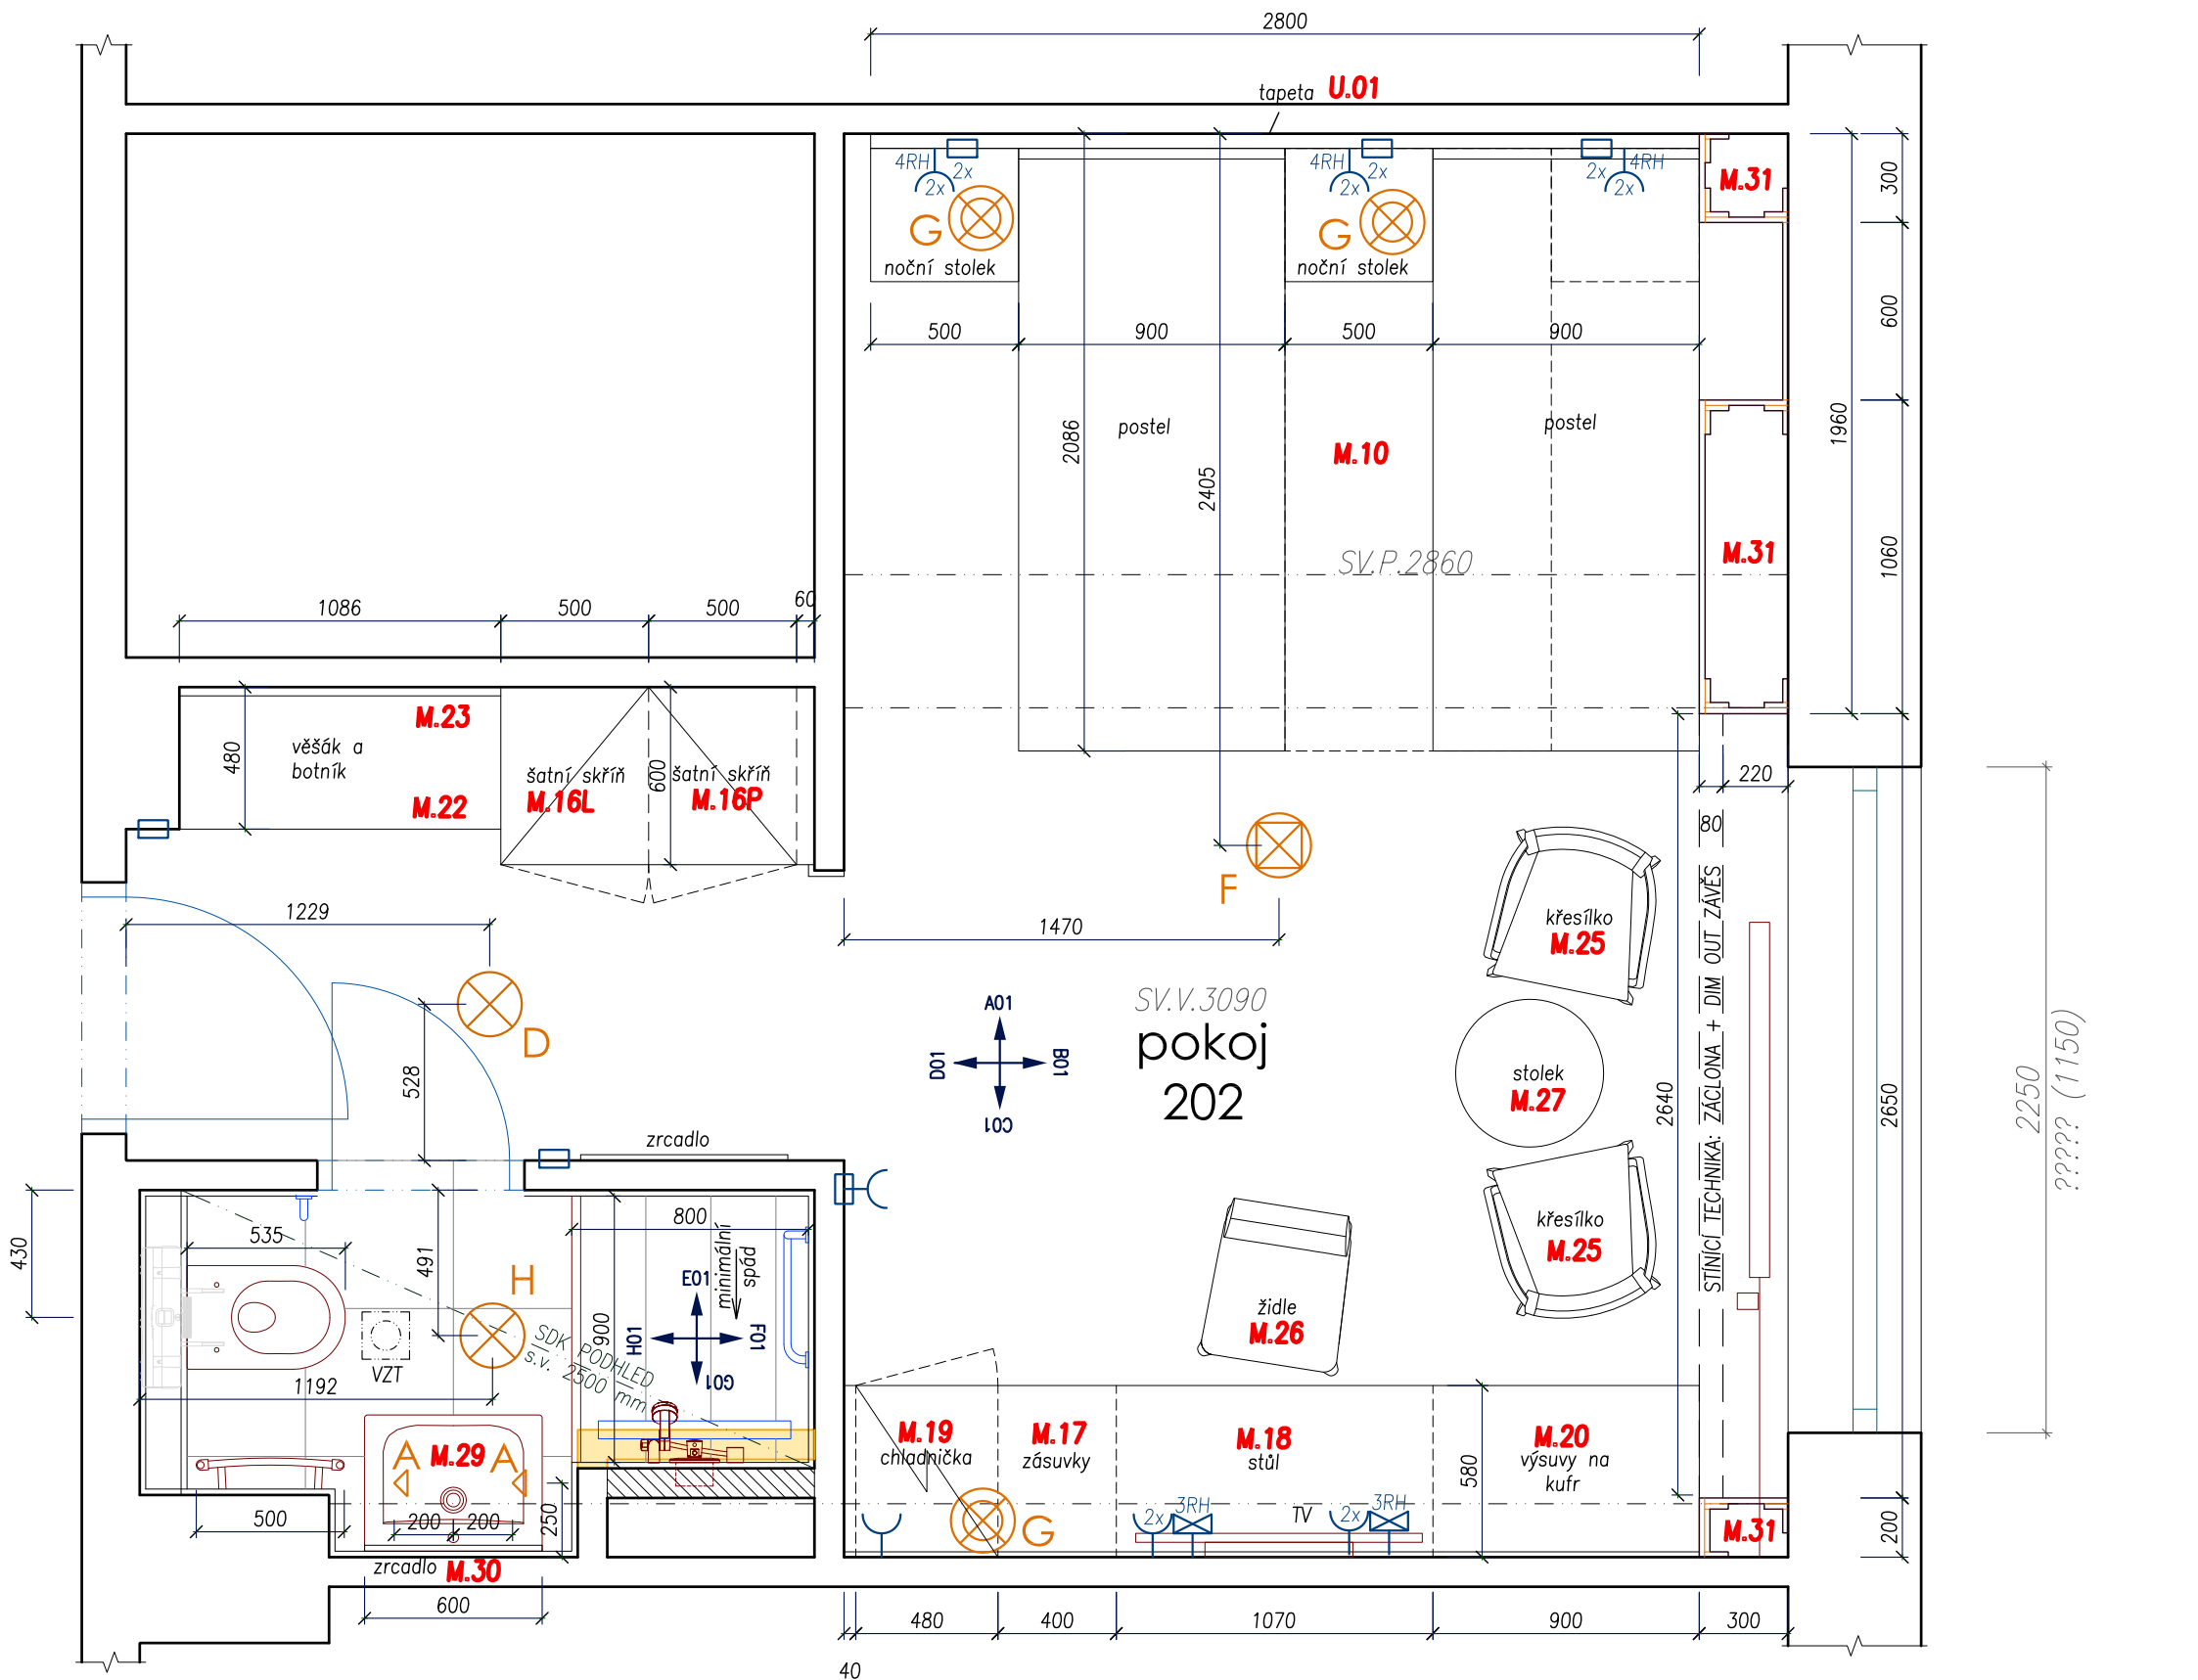 2800
tapeta U.01
4RH
2x
2x
4RH
2x
2x
2x
4RH
2x
M.31
300
G
G
noční stolek
noční stolek
600
500
900
500
900
2086
postel
postel
1960
M.10
2405
SV.P.2860
M.31
1060
1086
500
500
60
M.23
480
věšák a
botník
šatní skříň
600
šatní skříň
M.22
M.16L
M.16P
220
80
F
1229
1470
křesílko
M.25
STÍNÍCÍ TECHNIKA: ZÁCLONA + DIM OUT ZÁVĚS
D
528
A01
B01
C01
D01
SV.V.3090
pokoj
202
stolek
M.27
2640
2650
2250
????? (1150)
zrcadlo
430
535
491
800
minimální
spád
H
E01
F01
G01
H01
900
SDK PODHLED
s.v. 2500 mm
VZT
1192
křesílko
M.25
židle
M.26
A
M.29
A
M.19
chladnička
M.17
zásuvky
M.18
stůl
M.20
výsuvy na
kufr
580
500
200
200
250
G
2x
3RH
TV
2x
3RH
M.31
200
zrcadlo M.30
600
480
400
1070
900
300
40